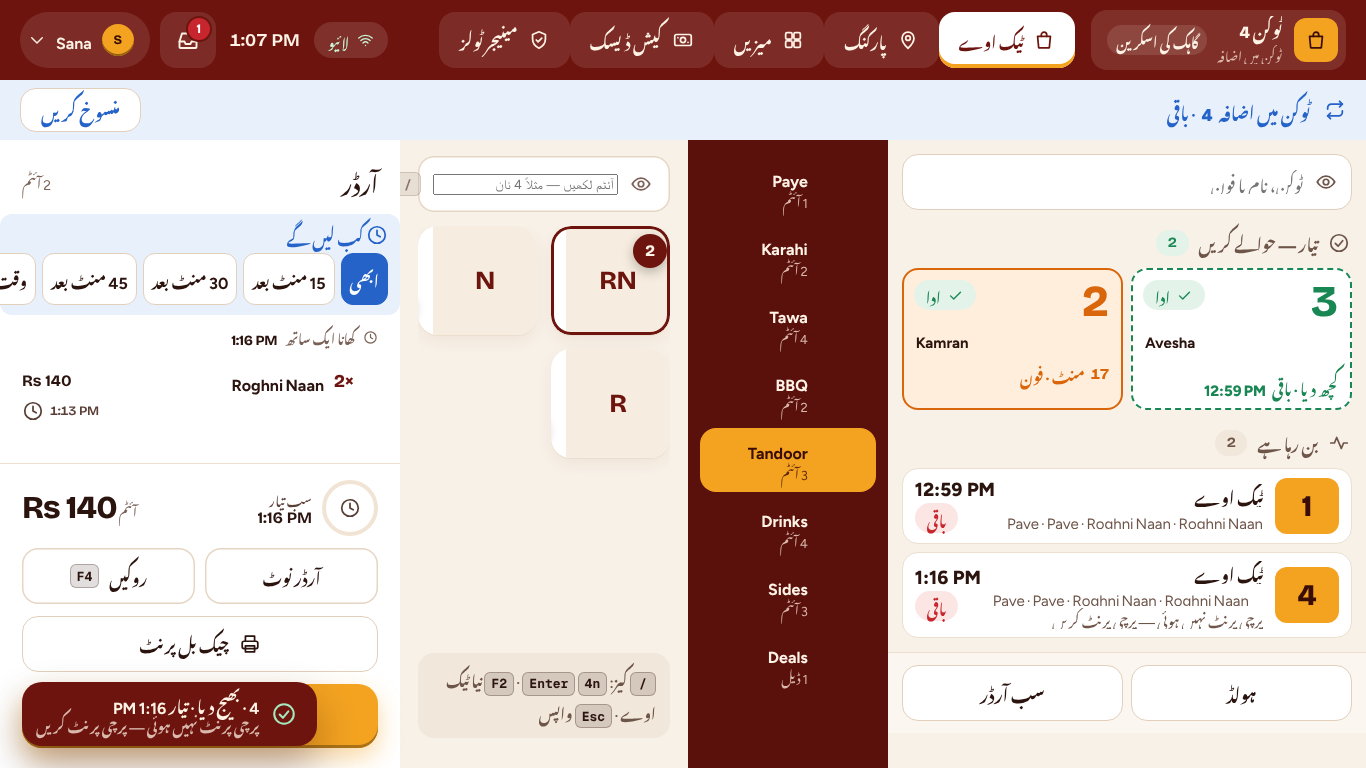 ٹوکن 4
ٹوکن میں اضافہ
گاہک کی اسکرین
ٹیک اوے
پارکنگ
میزیں
کیش ڈیسک
مینیجر ٹولز
لائیو
1:07 PM
1
S
Sana
ٹوکن میں اضافہ 4 · باقی
منسوخ کریں
ٹوکن، نام یا فون
تیار — حوالے کریں
2
3
ادا
Ayesha
کچھ دیا · باقی 12:59 PM
2
ادا
Kamran
17 منٹ · فون
بن رہا ہے
2
1
ٹیک اوے
12:59 PM
Paye · Paye · Roghni Naan · Roghni Naan
باقی
4
ٹیک اوے
1:16 PM
Paye · Paye · Roghni Naan · Roghni Naan
باقی
پرچی پرنٹ نہیں ہوئی — پرچی پرنٹ کریں
ہولڈ
سب آرڈر
Paye
1 آئٹم
Karahi
2 آئٹم
Tawa
4 آئٹم
BBQ
2 آئٹم
Tandoor
3 آئٹم
Drinks
4 آئٹم
Sides
3 آئٹم
Deals
1 ڈیل
آئٹم لکھیں — مثلاً 4 نان
/
RN
2
N
R
/ کیز: 4n Enter · F2 نیا ٹیک
اوے · Esc واپس
آرڈر
2 آئٹم
کب لیں گے
ابھی
15 منٹ بعد
30 منٹ بعد
45 منٹ بعد
وقت
کھانا ایک ساتھ 1:16 PM
2× Roghni Naan
Rs 140
1:13 PM
سب تیار
1:16 PM
آئٹم
Rs 140
آرڈر نوٹ
روکیں F4
چیک بل پرنٹ
4 · بھیج دیا · تیار 1:16 PM
پرچی پرنٹ نہیں ہوئی — پرچی پرنٹ کریں